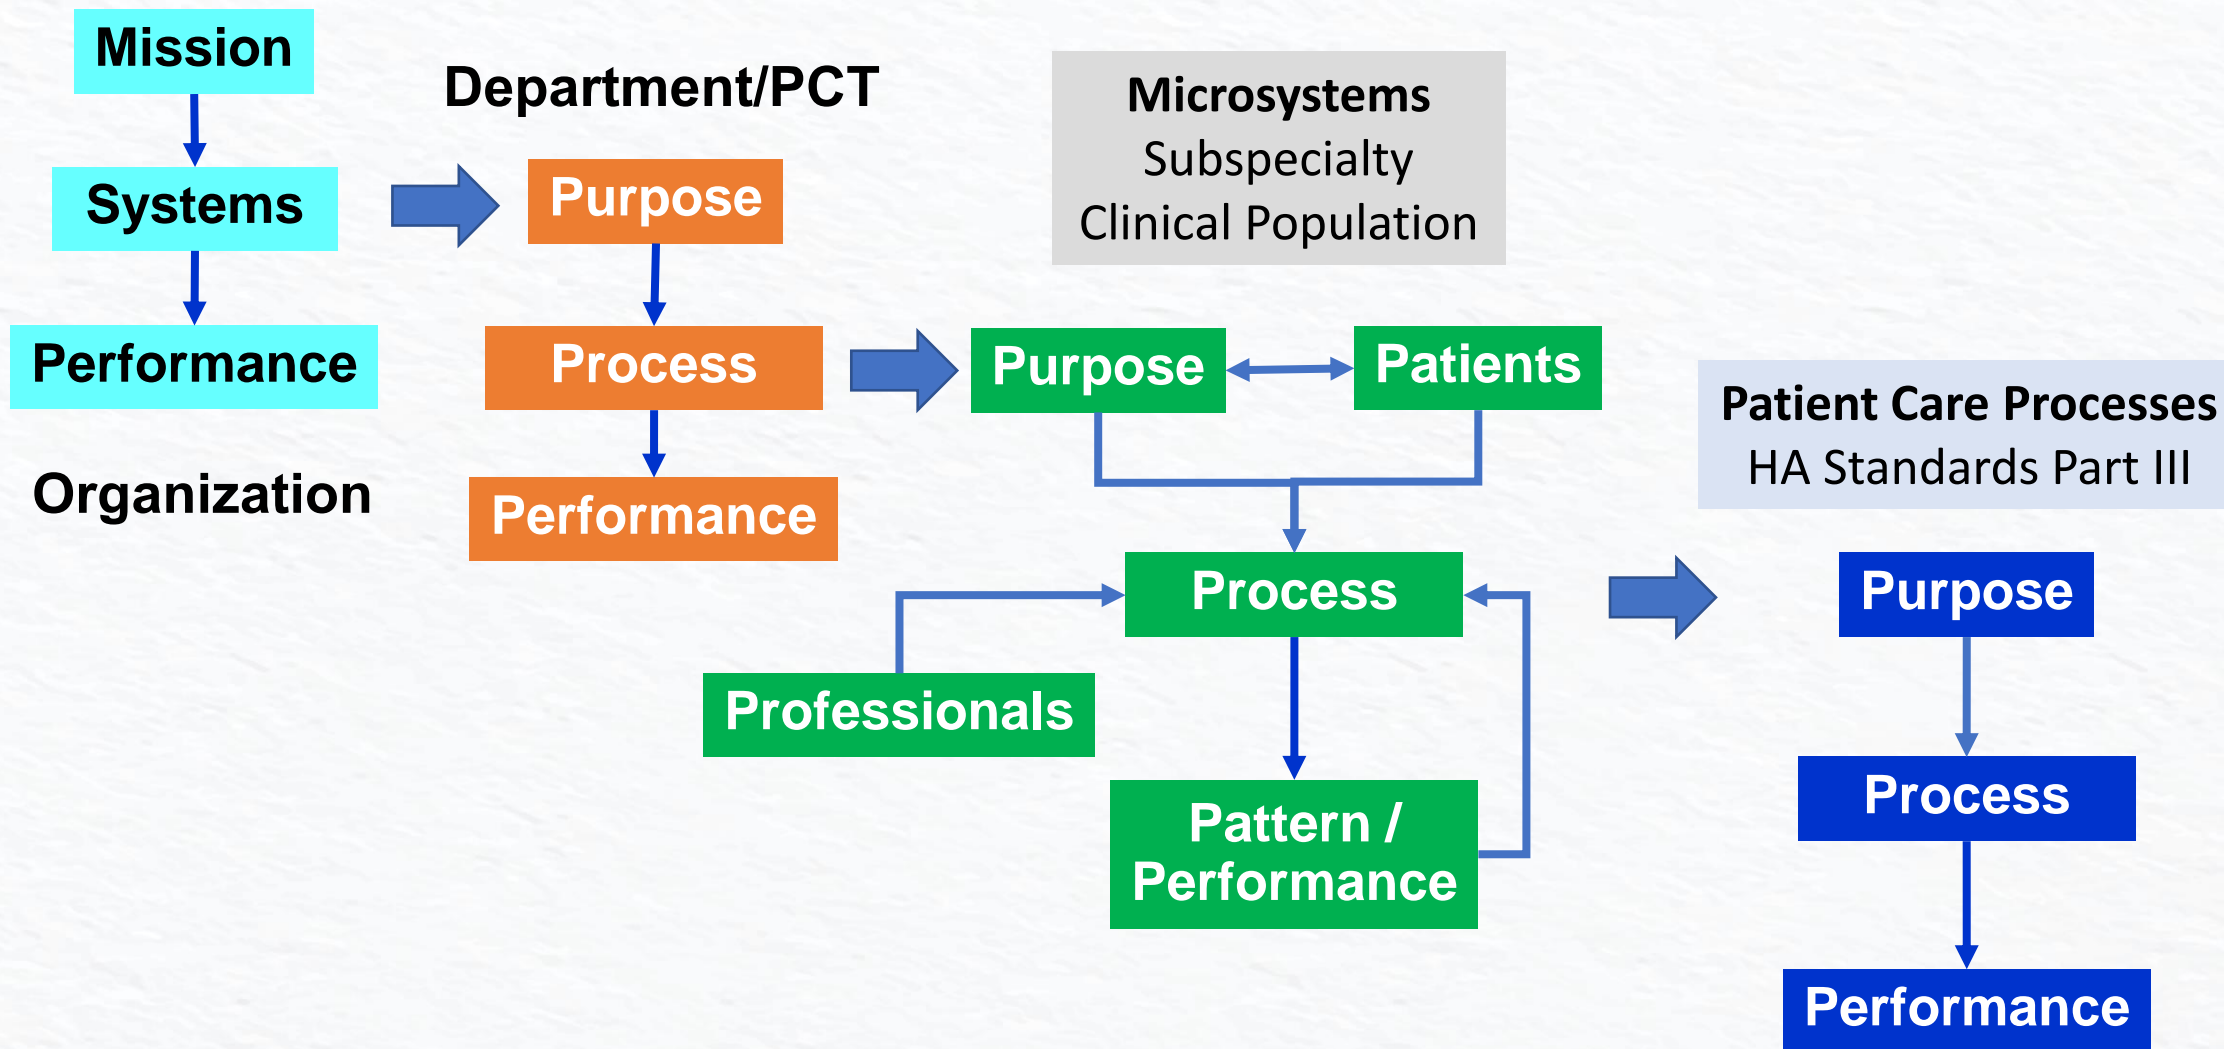 Mission
Systems
Performance
Organization
Department/PCT
Purpose
Process
Performance
Microsystems
Subspecialty
Clinical Population
Purpose
Patients
Process
Professionals
Pattern /
Performance
Patient Care Processes
HA Standards Part III
Purpose
Process
Performance